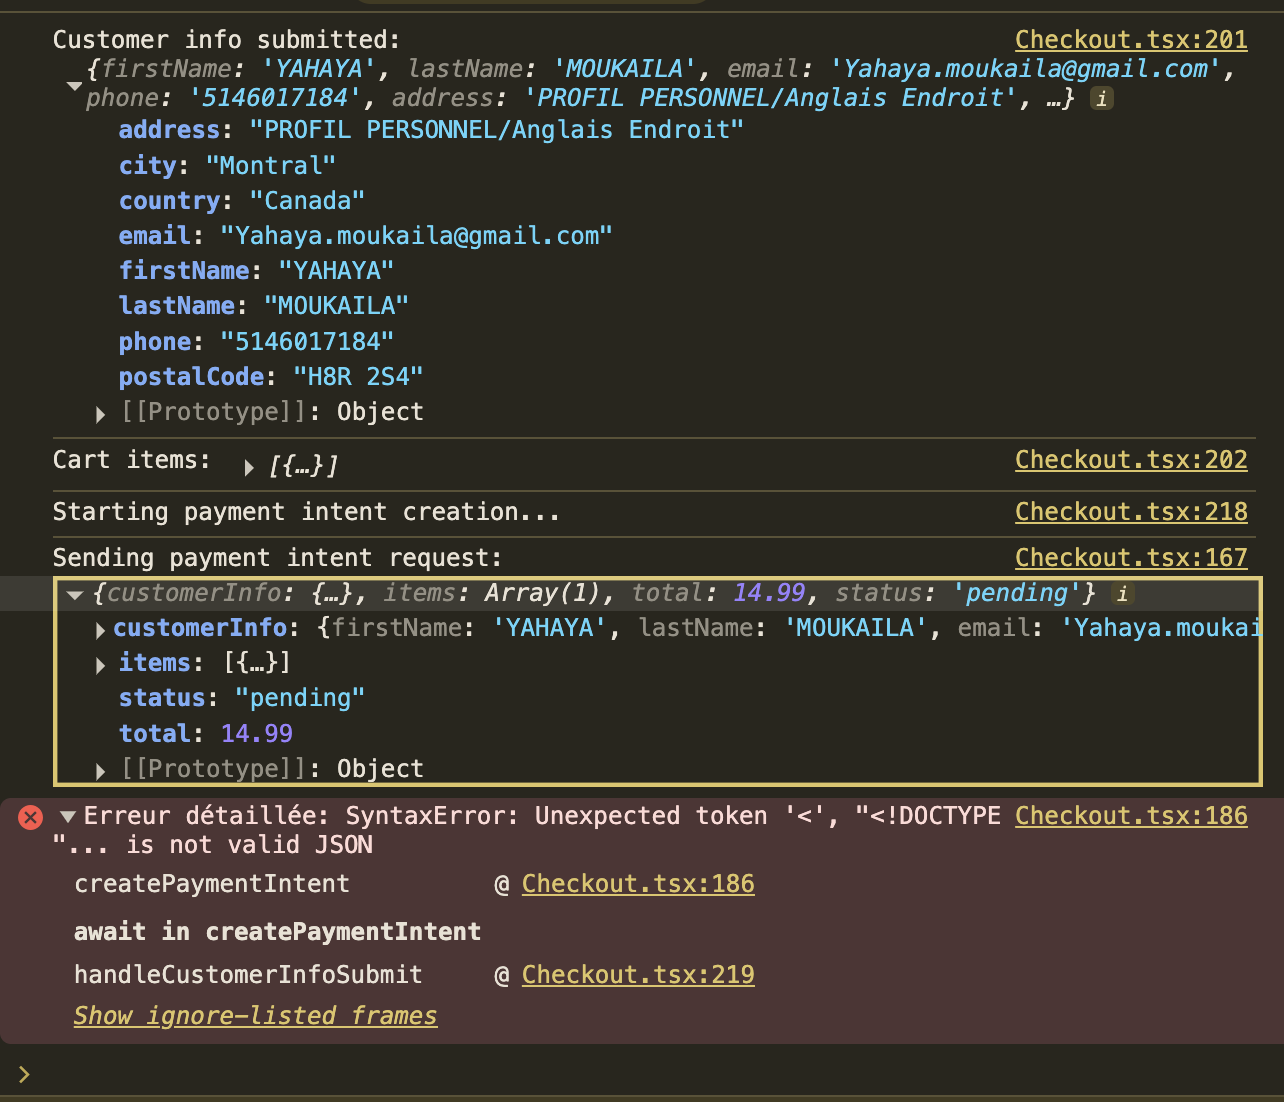 Customer info submitted: Checkout.tsx:201
{firstName: 'YAHAYA', lastName: 'MOUKAILA', email: 'Yahaya.moukaila@gmail.com',
phone: '5146017184', address: 'PROFIL PERSONNEL/Anglais Endroit', …} i
address: "PROFIL PERSONNEL/Anglais Endroit"
city: "Montral"
country: "Canada"
email: "Yahaya.moukaila@gmail.com"
firstName: "YAHAYA"
lastName: "MOUKAILA"
phone: "5146017184"
postalCode: "H8R 2S4"
[[Prototype]]: Object
Cart items: [{…}] Checkout.tsx:202
Starting payment intent creation... Checkout.tsx:218
Sending payment intent request: Checkout.tsx:167
{customerInfo: {…}, items: Array(1), total: 14.99, status: 'pending'} i
customerInfo: {firstName: 'YAHAYA', lastName: 'MOUKAILA', email: 'Yahaya.moukai
items: [{…}]
status: "pending"
total: 14.99
[[Prototype]]: Object
Erreur détaillée: SyntaxError: Unexpected token '<', "<!DOCTYPE Checkout.tsx:186
"... is not valid JSON
createPaymentIntent @ Checkout.tsx:186
await in createPaymentIntent
handleCustomerInfoSubmit @ Checkout.tsx:219
Show ignore-listed frames
>